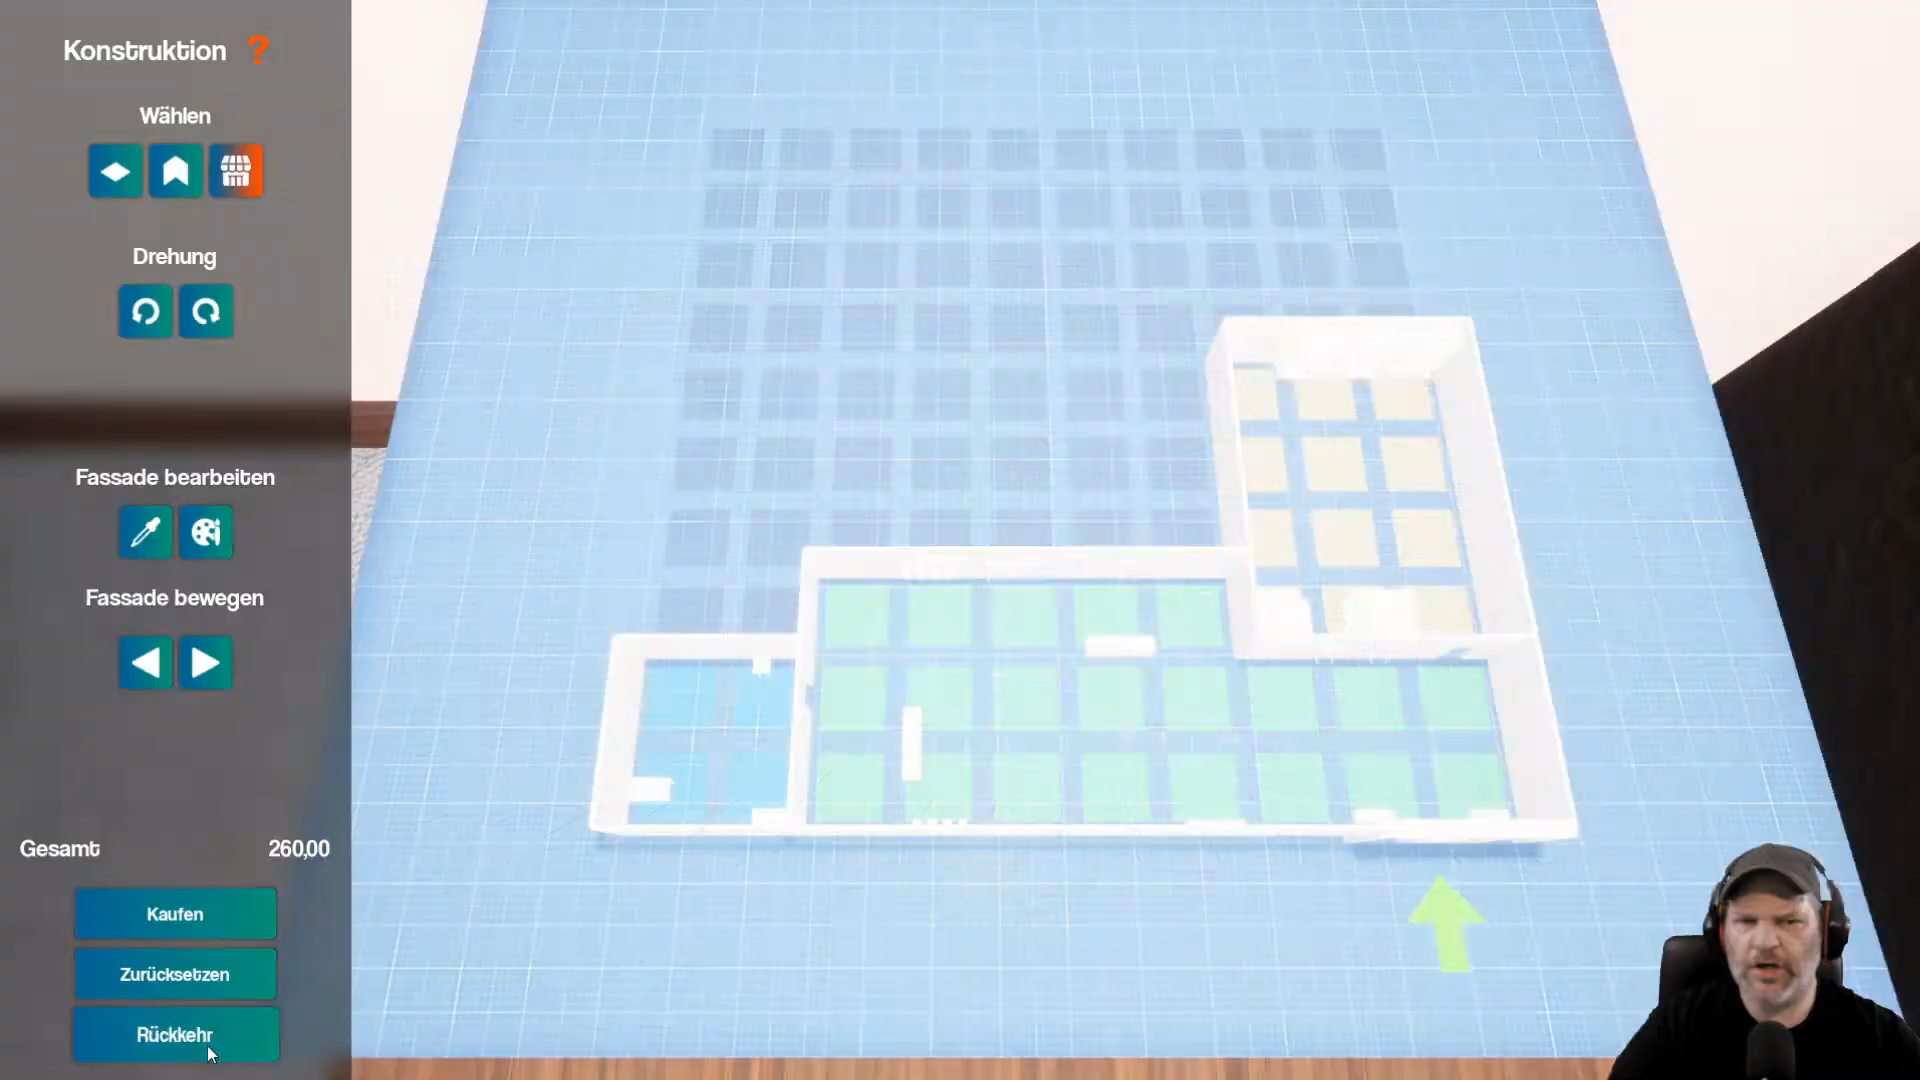 Konstruktion ?
Wählen
Drehung
Fassade bearbeiten
Fassade bewegen
Gesamt 260,00
Kaufen
Zurücksetzen
Rückkehr